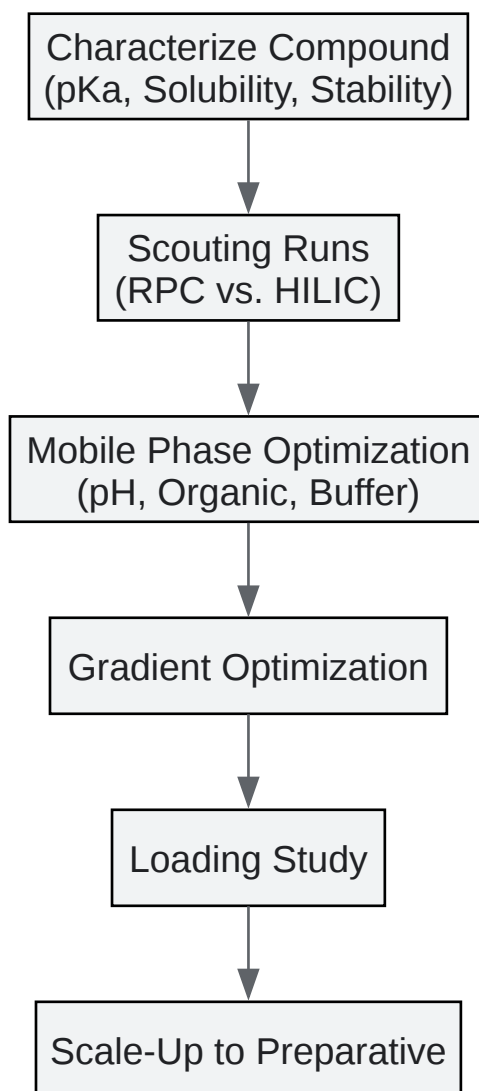 Characterize Compound
(pKa, Solubility, Stability)
Scouting Runs
(RPC vs. HILIC)
Mobile Phase Optimization
(pH, Organic, Buffer)
Gradient Optimization
Loading Study
Scale-Up to Preparative